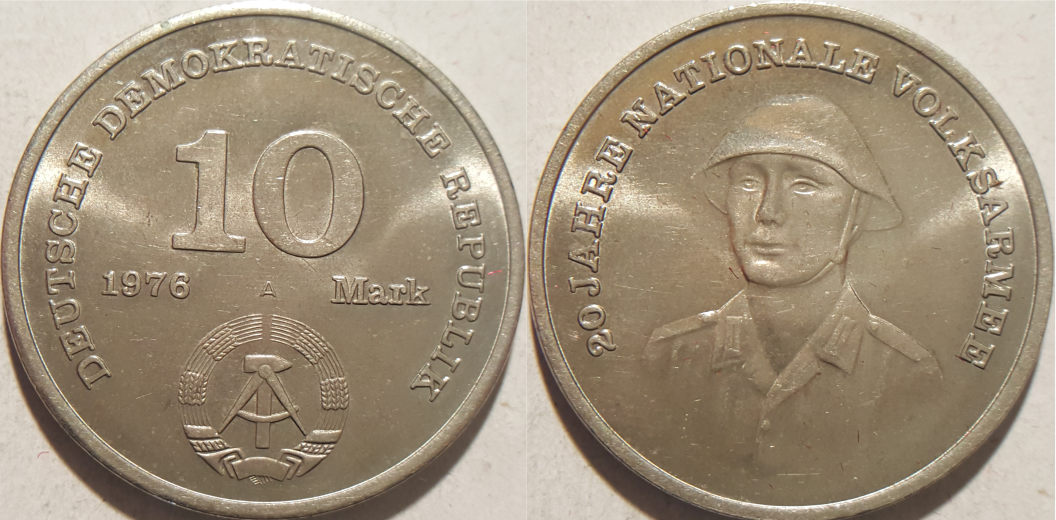 DEUTSCHE DEMOKRATISCHE REPUBLIK
10
1976 A Mark
20 JAHRE NATIONALE VOLKSARMEE